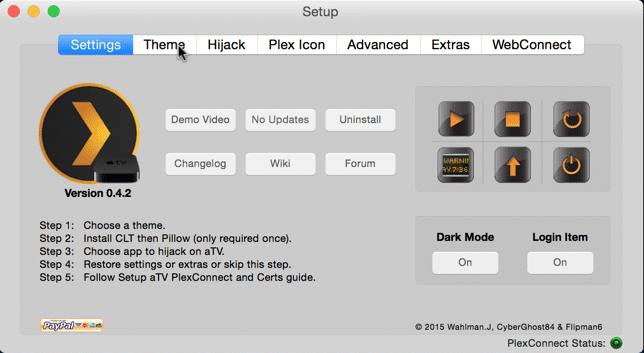 Setup
Settings Theme Hijack Plex Icon Advanced Extras WebConnect
Demo Video No Updates Uninstall
Changelog Wiki Forum
tv
Version 0.4.2
WARNIN
Step 1: Choose a theme.
Step 2: Install CLT then Pillow (only required once).
Step 3: Choose app to hijack on aTV.
Step 4: Restore settings or extras or skip this step.
Step 5: Follow Setup aTV PlexConnect and Certs guide.
Dark Mode Login Item
On On
PayPal
© 2015 Wahlman.J, CyberGhost84 & Flipman6
PlexConnect Status: